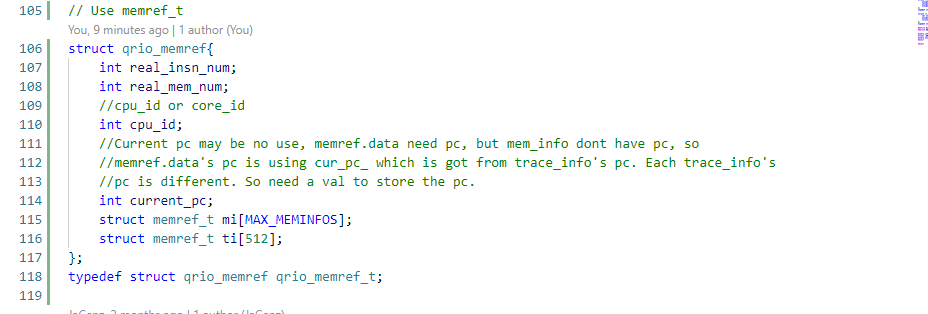 105 // Use memref_t
You, 9 minutes ago | 1 author (You)
106 struct qrio_memref{
107 int real_insn_num;
108 int real_mem_num;
109 //cpu_id or core_id
110 int cpu_id;
111 //Current pc may be no use, memref.data need pc, but mem_info dont have pc, so
112 //memref.data's pc is using cur_pc_ which is got from trace_info's pc. Each trace_info's
113 //pc is different. So need a val to store the pc.
114 int current_pc;
115 struct memref_t mi[MAX_MEMINFOS];
116 struct memref_t ti[512];
117 };
118 typedef struct qrio_memref qrio_memref_t;
119